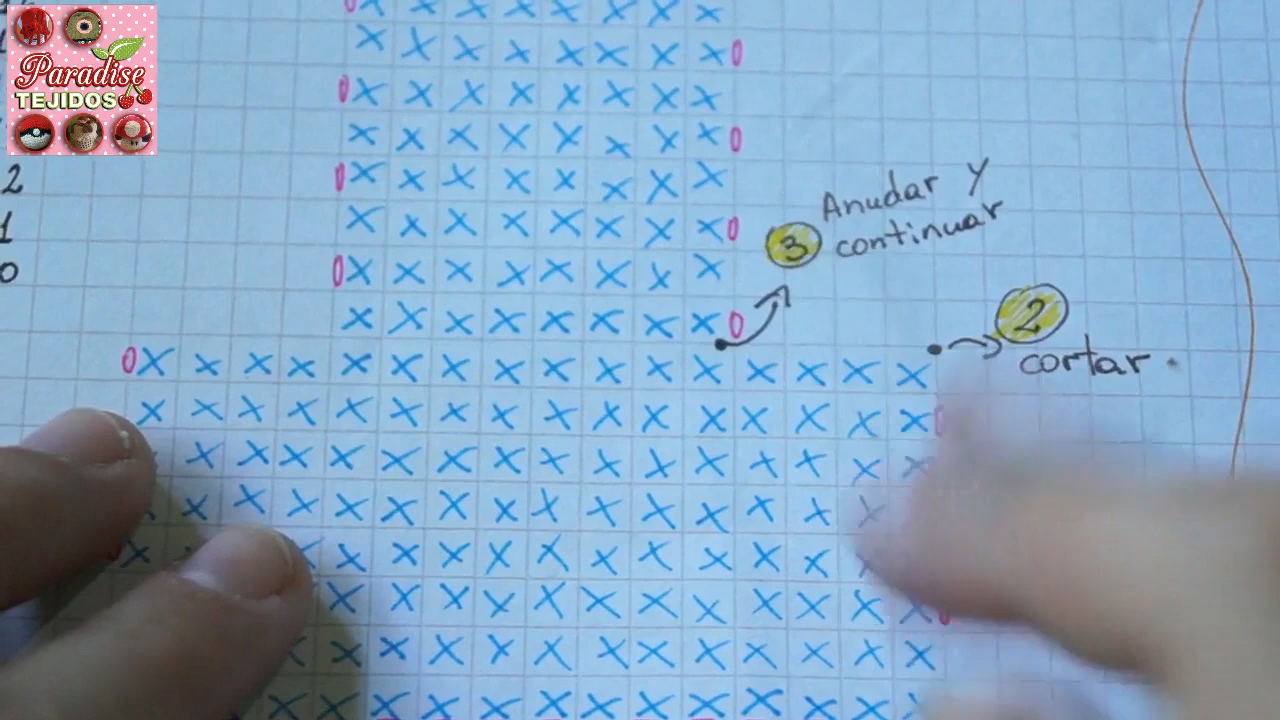 Paradise
TEJIDOS
2
1
0
3
Anudar y
continuar
2
cortar.